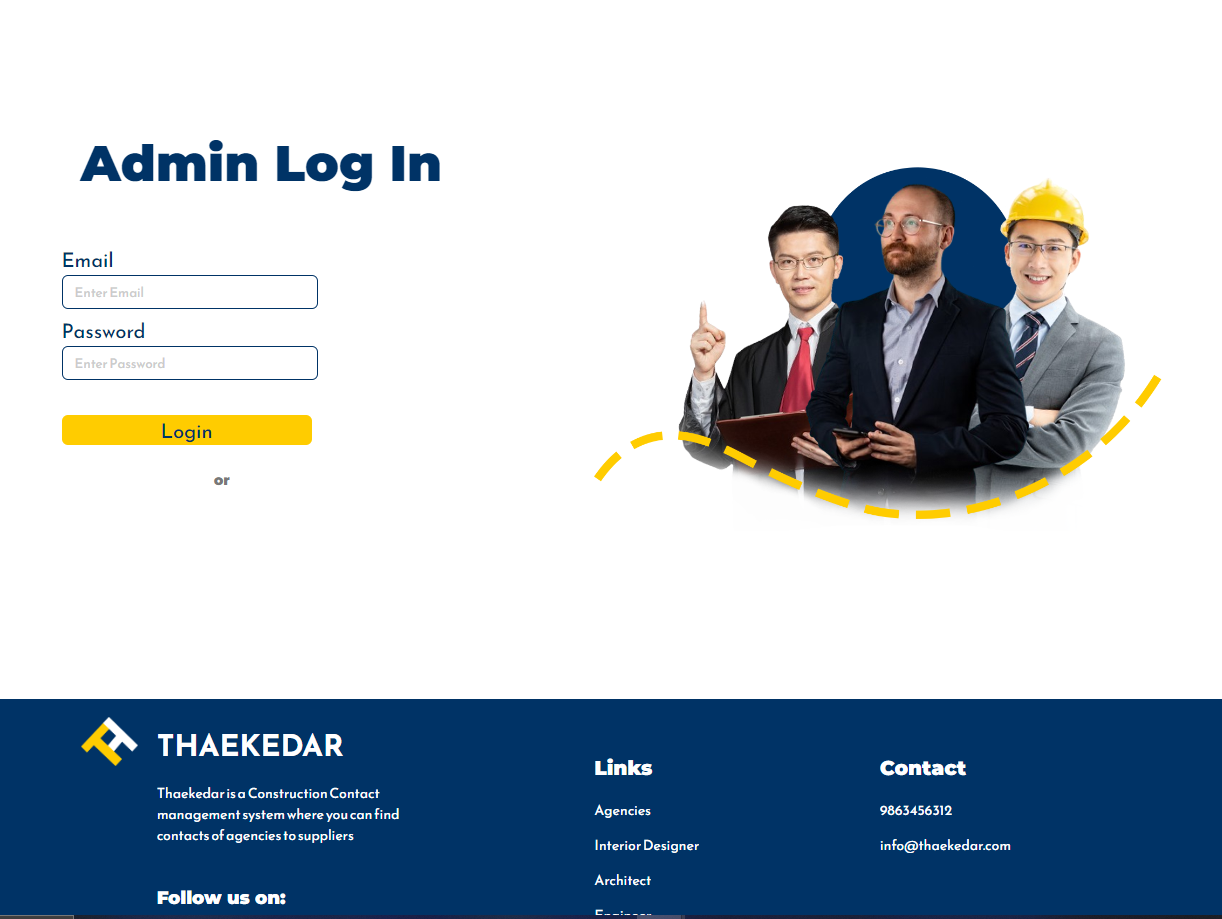 Admin Log In
Email
Enter Email
Password
Enter Password
Login
or
THAEKEDAR
Thaekedar is a Construction Contact
management system where you can find
contacts of agencies to suppliers
Follow us on:
Links
Agencies
Interior Designer
Architect
Engineer
Contact
9863456312
info@thaekedar.com